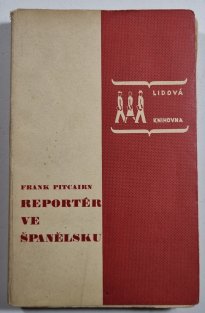 LIDOVÁ
KNIHOVNA
FRANK PITCAIRN
REPORTÉR
VE
ŠPANĚLSKU